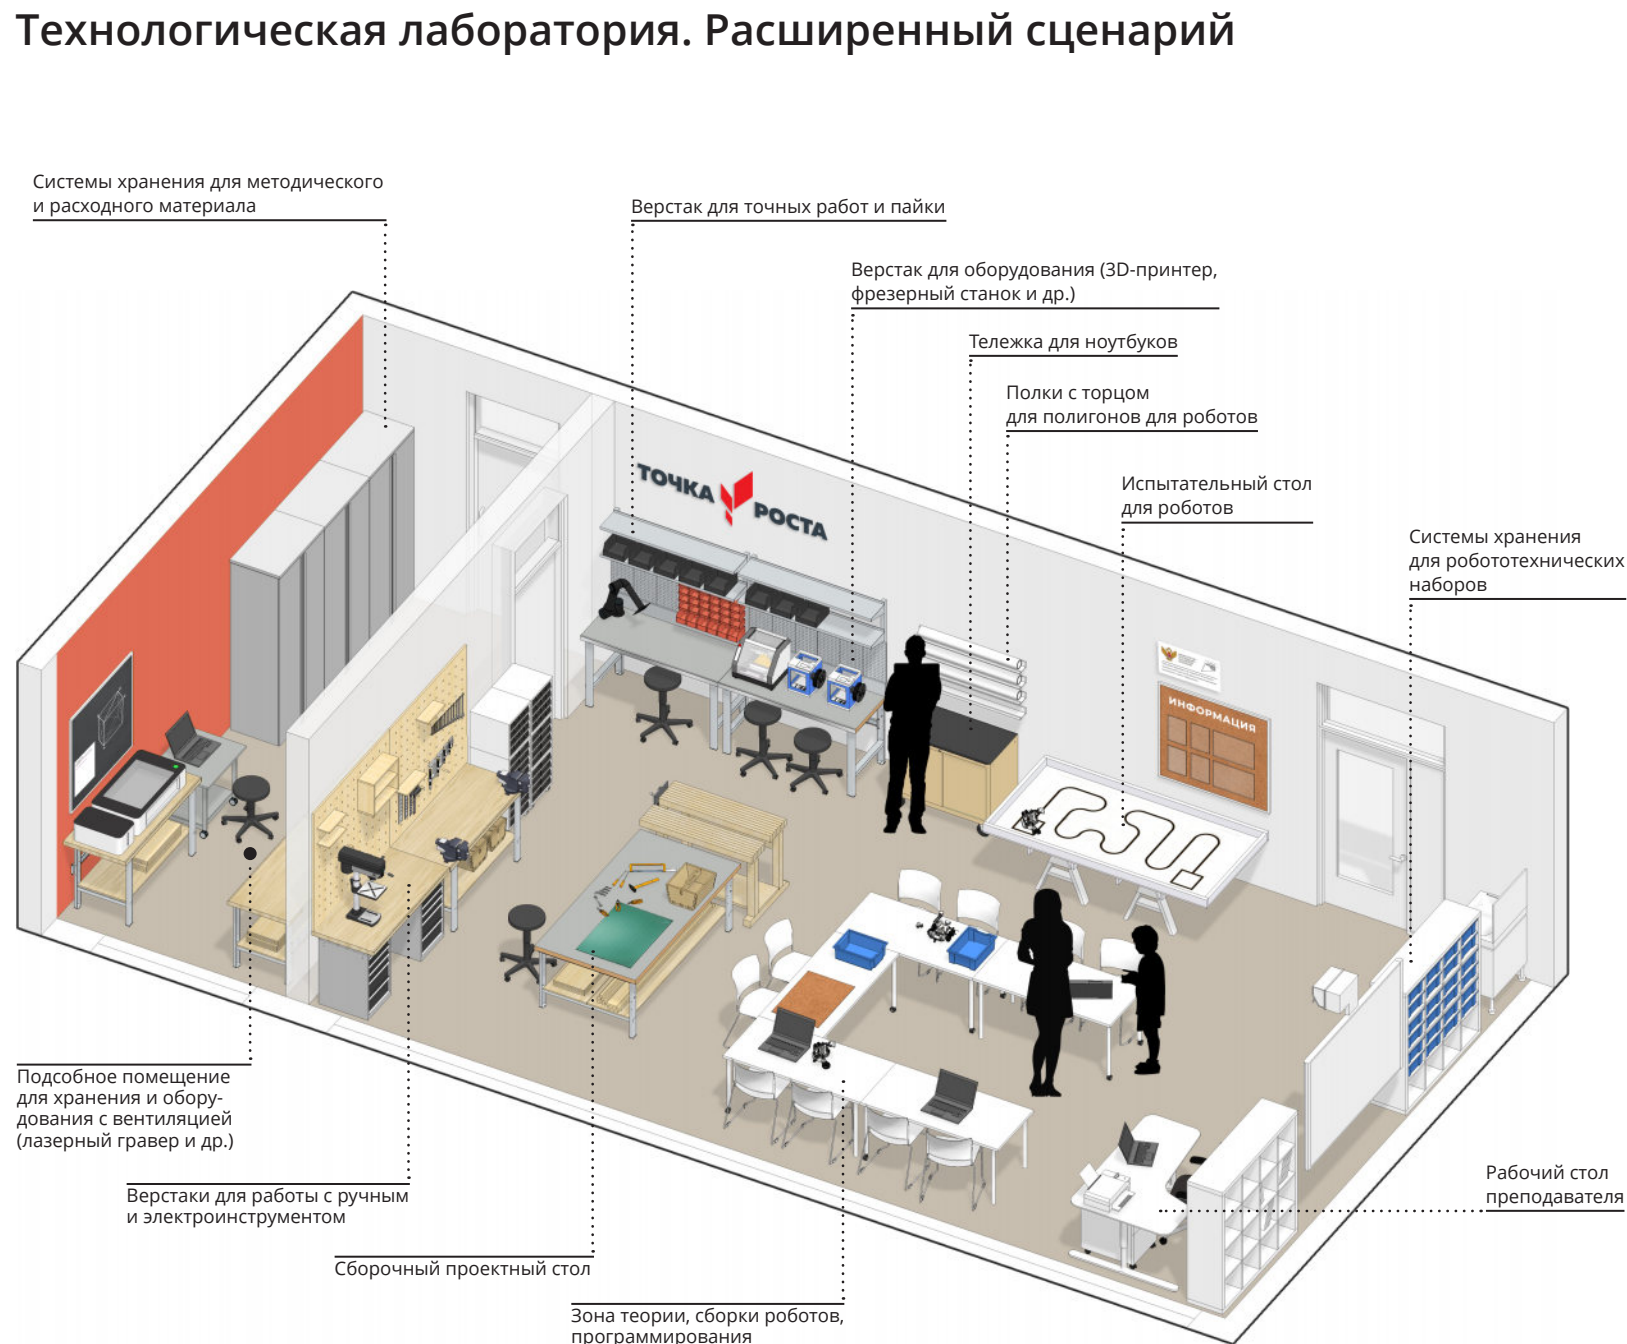 Технологическая лаборатория. Расширенный сценарий
Системы хранения для методического
и расходного материала
Верстак для точных работ и пайки
Верстак для оборудования (3D-принтер,
фрезерный станок и др.)
Тележка для ноутбуков
Полки с торцом
для полигонов для роботов
Испытательный стол
для роботов
Системы хранения
для робототехнических
наборов
ТОЧКА
РОСТА
ИНФОРМАЦИЯ
Подсобное помещение
для хранения и обору-
дования с вентиляцией
(лазерный гравер и др.)
Верстаки для работы с ручным
и электроинструментом
Сборочный проектный стол
Зона теории, сборки роботов,
программирования
Рабочий стол
преподавателя